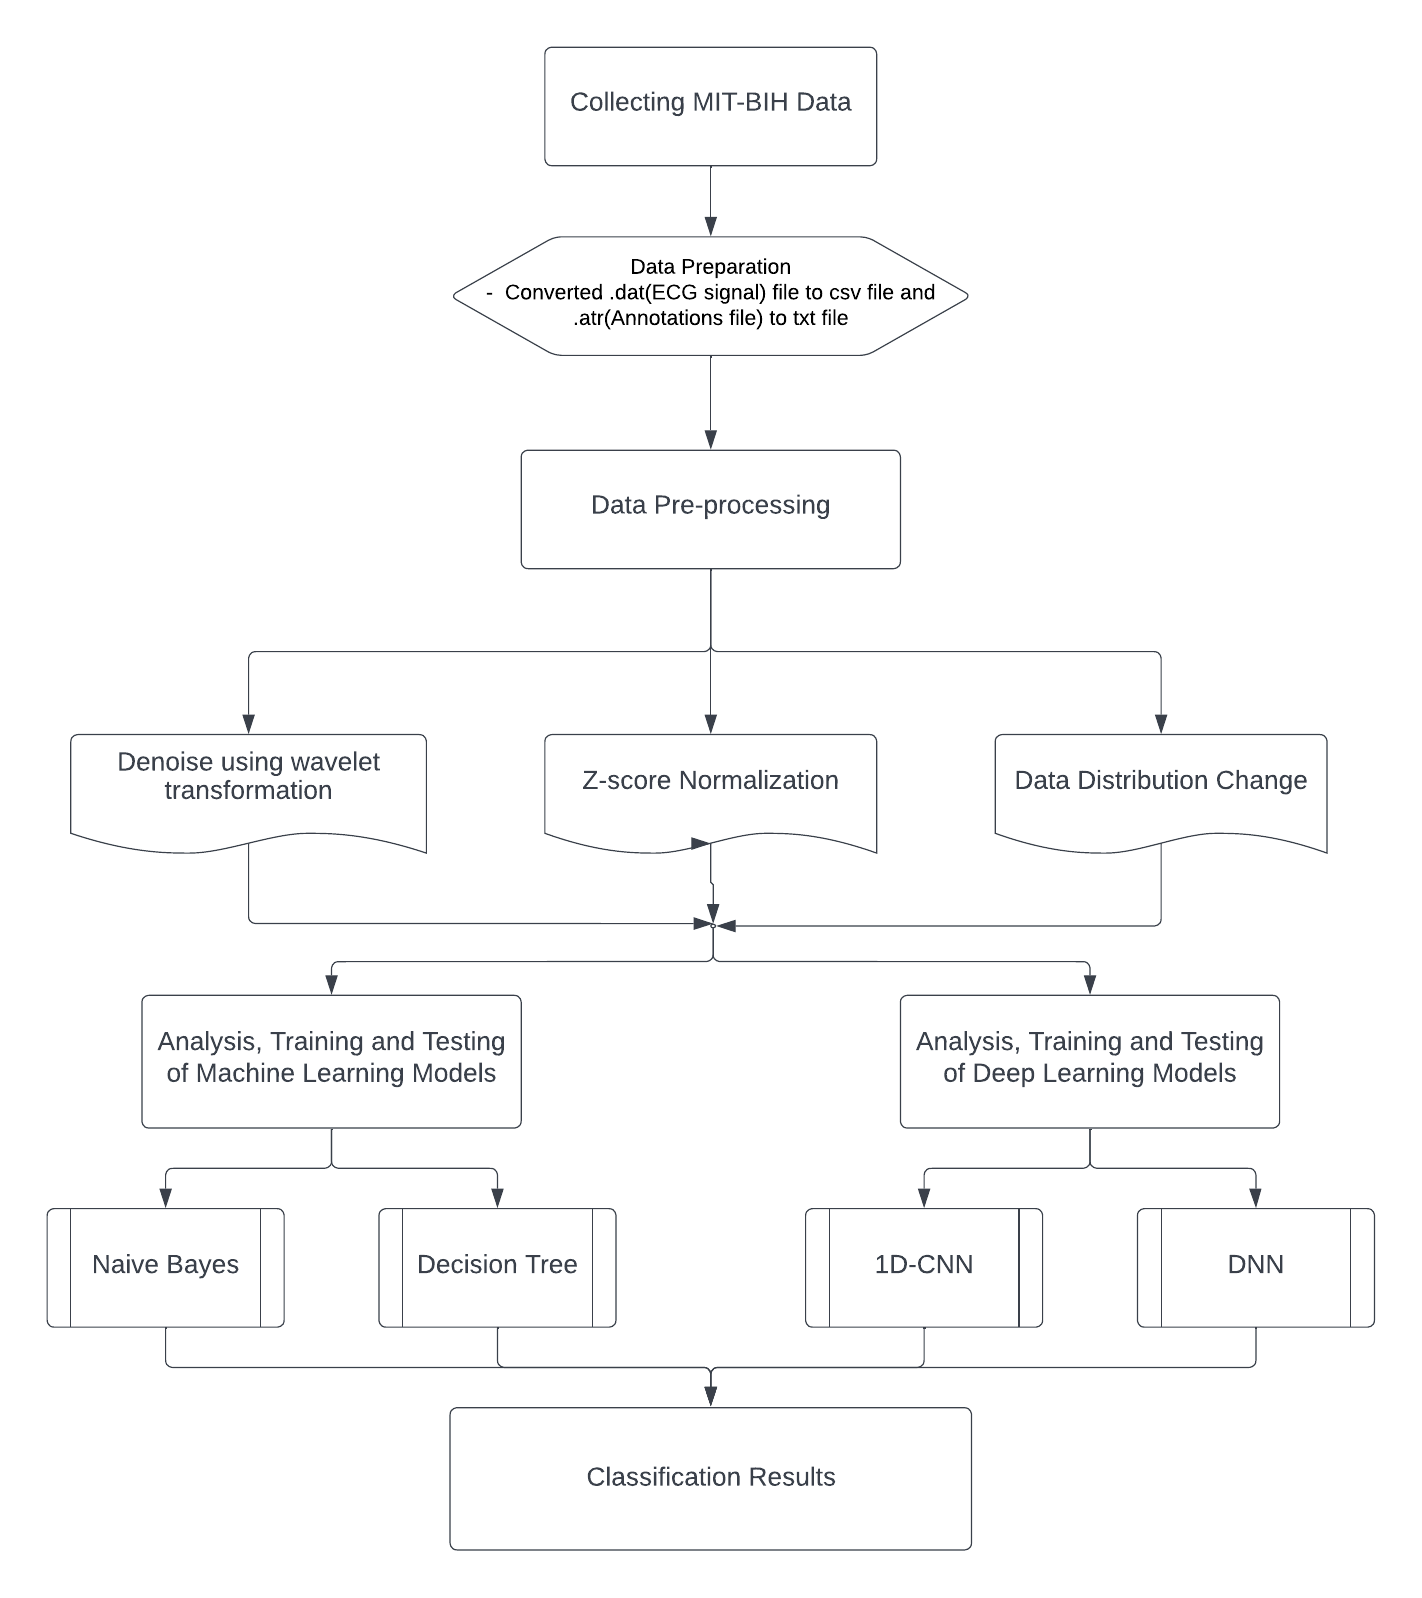 Collecting MIT-BIH Data
Data Preparation
- Converted .dat(ECG signal) file to csv file and
.atr(Annotations file) to txt file
Data Pre-processing
Denoise using wavelet
transformation
Z-score Normalization
Data Distribution Change
Analysis, Training and Testing
of Machine Learning Models
Analysis, Training and Testing
of Deep Learning Models
Naive Bayes
Decision Tree
1D-CNN
DNN
Classification Results